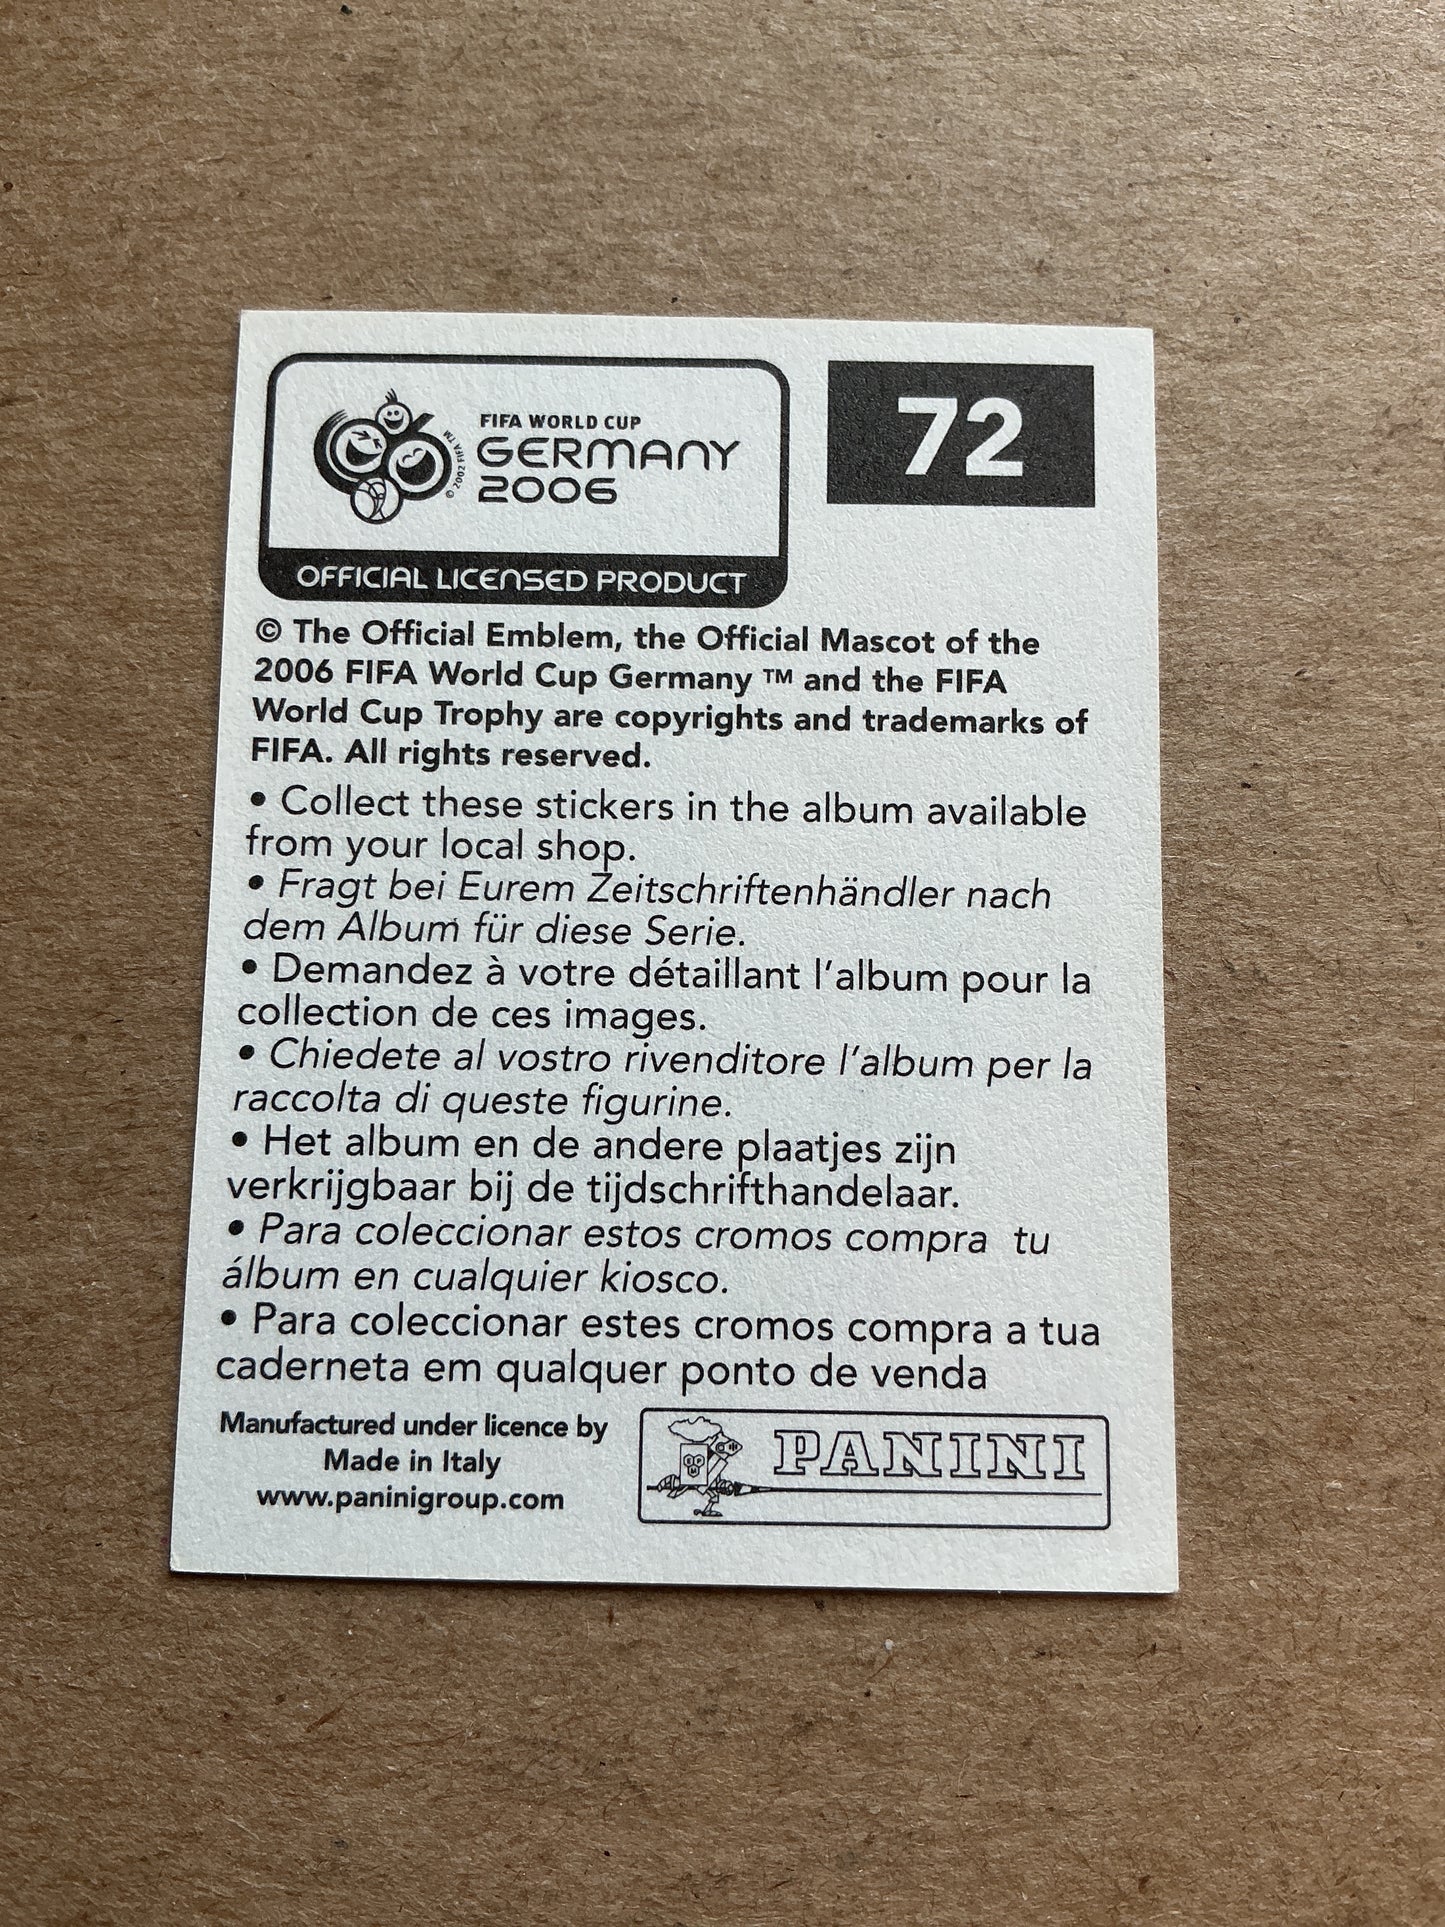 FIFA WORLD CUP
GERMANY
2006
© 2002 FIFA TM
72
OFFICIAL LICENSED PRODUCT
© The Official Emblem, the Official Mascot of the
2006 FIFA World Cup Germany ™ and the FIFA
World Cup Trophy are copyrights and trademarks of
FIFA. All rights reserved.
• Collect these stickers in the album available
from your local shop.
• Fragt bei Eurem Zeitschriftenhändler nach
dem Album für diese Serie.
• Demandez à votre détaillant l'album pour la
collection de ces images.
• Chiedete al vostro rivenditore l'album per la
raccolta di queste figurine.
• Het album en de andere plaatjes zijn
verkrijgbaar bij de tijdschrifthandelaar.
• Para coleccionar estos cromos compra tu
álbum en cualquier kiosco.
• Para coleccionar estes cromos compra a tua
caderneta em qualquer ponto de venda
Manufactured under licence by
Made in Italy
www.paninigroup.com
PANINI